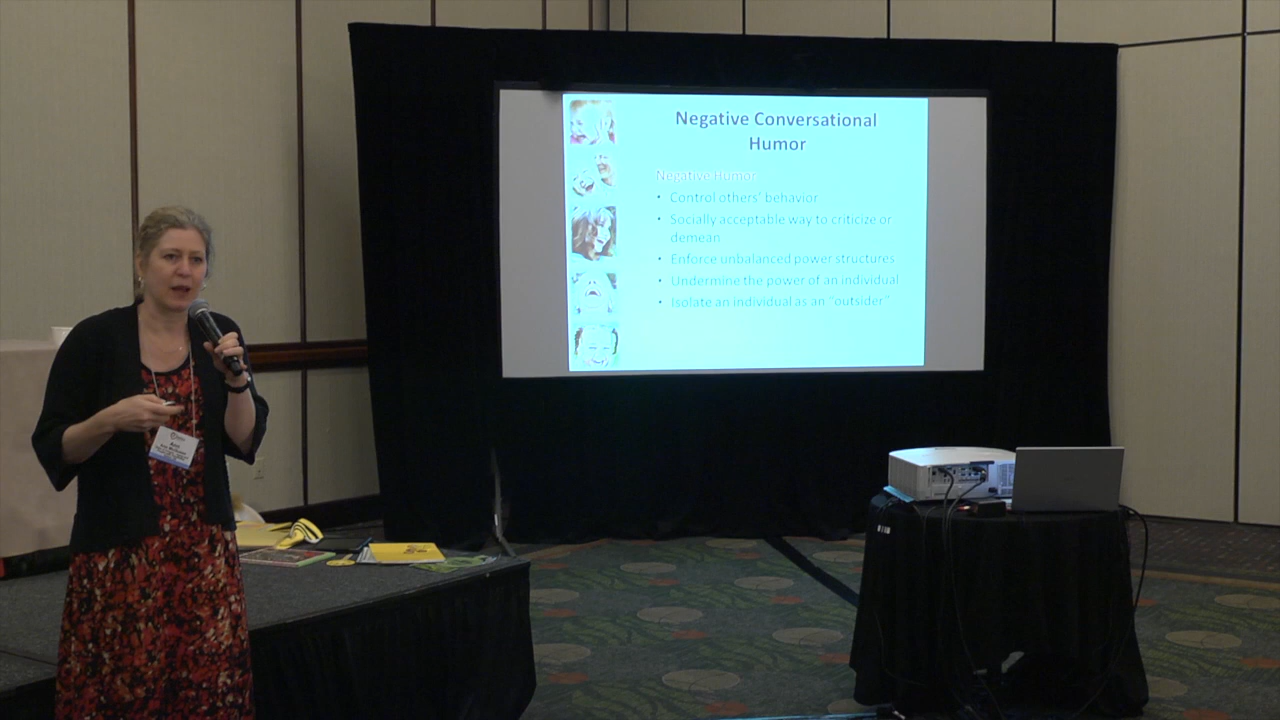 Negative Conversational
Humor
Negative Humor
• Control others' behavior
• Socially acceptable way to criticize or
demean
• Enforce unbalanced power structures
• Undermine the power of an individual
• Isolate an individual as an "outsider"
Ann